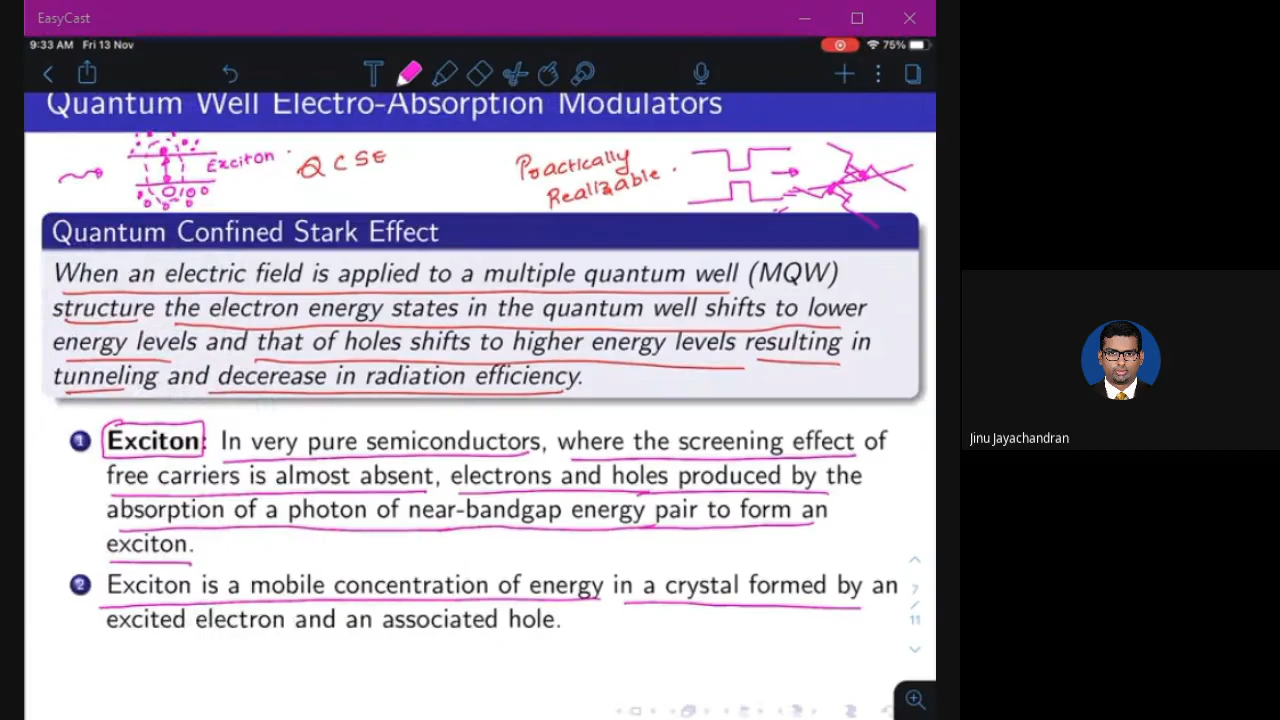 EasyCast
9:33 AM Fri 13 Nov
75%
Quantum Well Electro-Absorption Modulators
Exciton
QCSE
Practically
Realizable.
Quantum Confined Stark Effect
When an electric field is applied to a multiple quantum well (MQW)
structure the electron energy states in the quantum well shifts to lower
energy levels and that of holes shifts to higher energy levels resulting in
tunneling and decerease in radiation efficiency.
1 Exciton: In very pure semiconductors, where the screening effect of
free carriers is almost absent, electrons and holes produced by the
absorption of a photon of near-bandgap energy pair to form an
exciton.
2 Exciton is a mobile concentration of energy in a crystal formed by an
excited electron and an associated hole.
7
/
11
Jinu Jayachandran